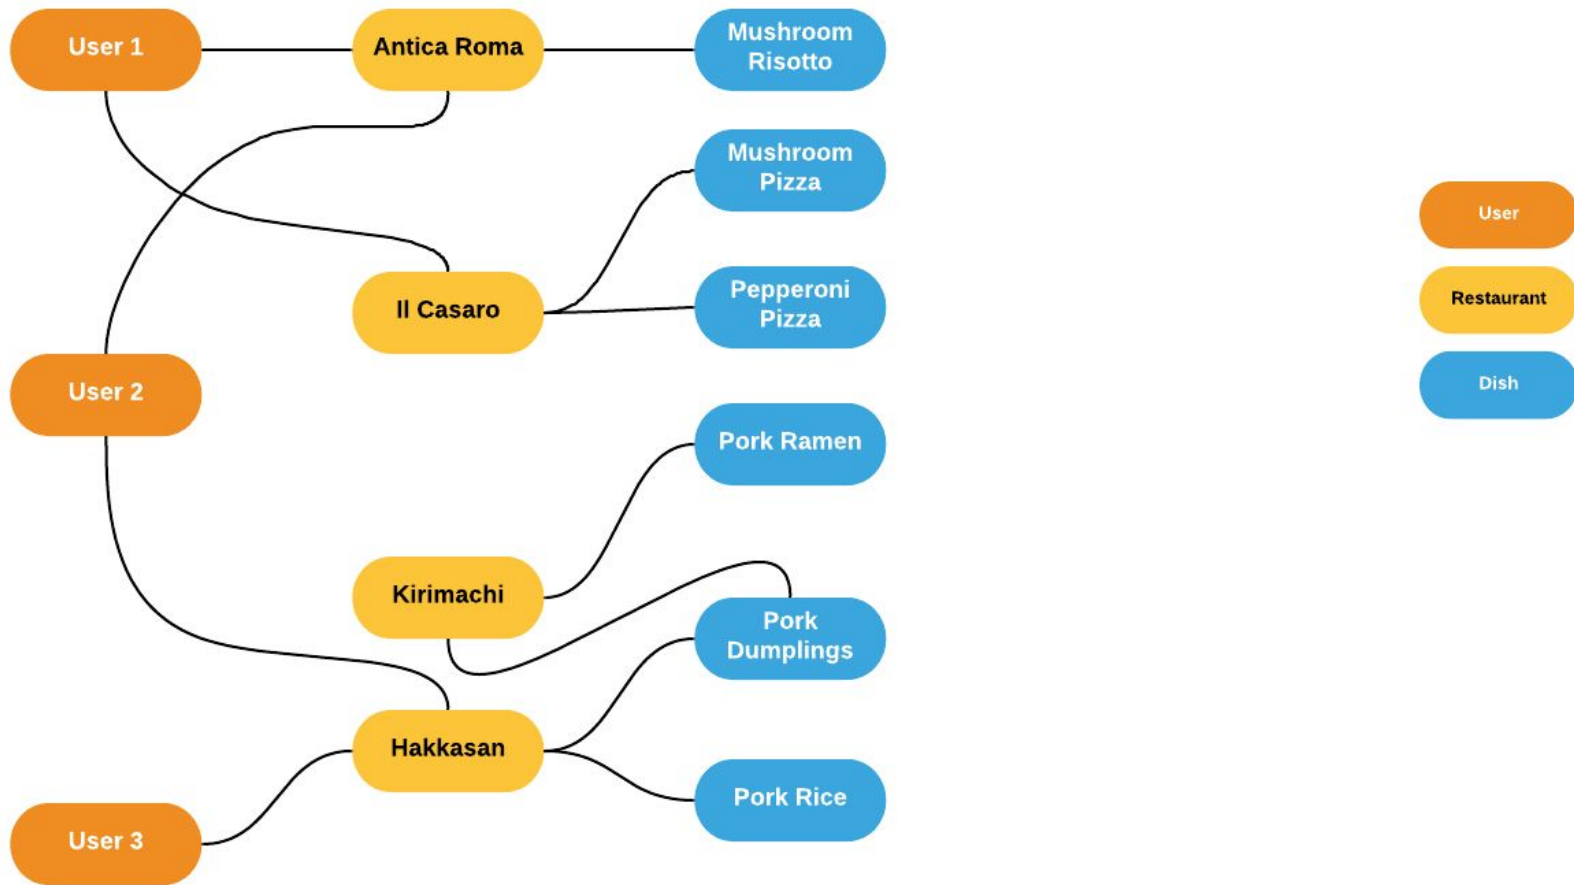 User 1
Antica Roma
Mushroom
Risotto
Mushroom
Pizza
User
Il Casaro
Pepperoni
Pizza
Restaurant
User 2
Dish
Pork Ramen
Kirimachi
Pork
Dumplings
Hakkasan
Pork Rice
User 3